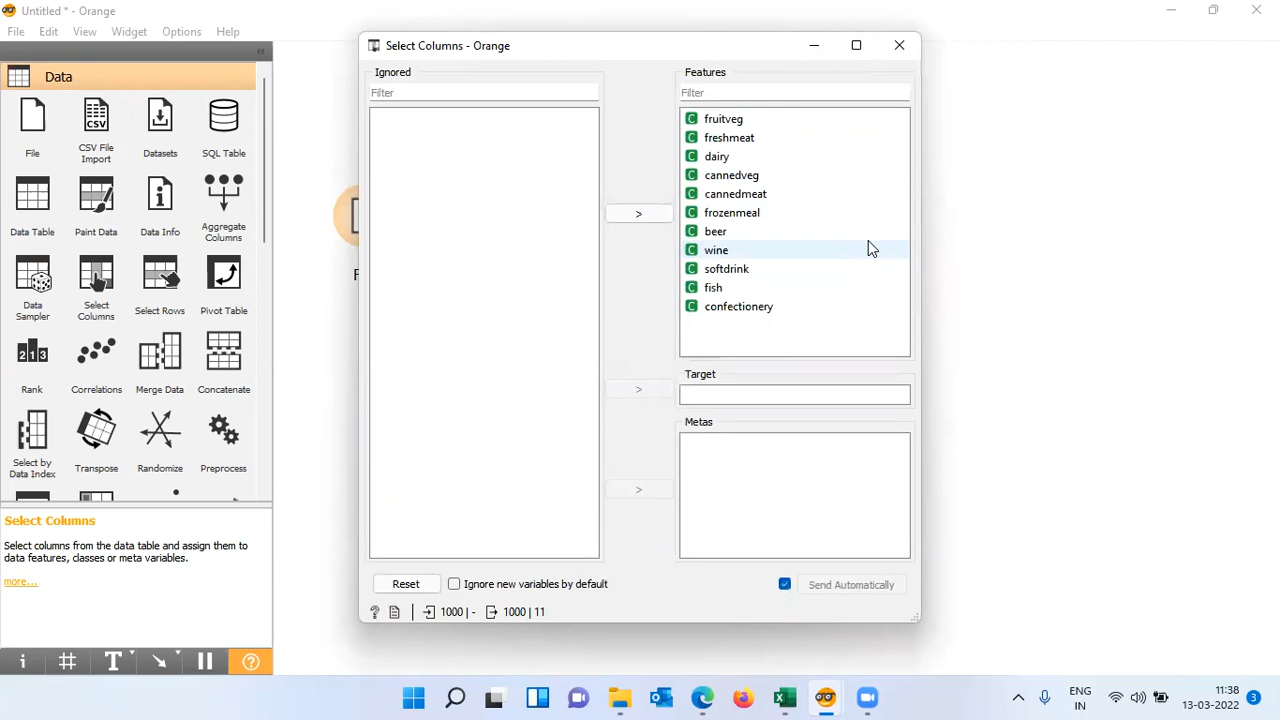 Untitled * - Orange
File Edit View Widget Options Help
Data
File
CSV File Import
Datasets
SQL Table
Data Table
Paint Data
Data Info
Aggregate Columns
Data Sampler
Select Columns
Select Rows
Pivot Table
Rank
Correlations
Merge Data
Concatenate
Select by Data Index
Transpose
Randomize
Preprocess
Select Columns
Select columns from the data table and assign them to
data features, classes or meta variables.
more...
F
Select Columns - Orange
Ignored
Filter
>
>
>
Features
Filter
C fruitveg
C freshmeat
C dairy
C cannedveg
C cannedmeat
C frozenmeal
C beer
C wine
C softdrink
C fish
C confectionery
Target
Metas
Reset
Ignore new variables by default
Send Automatically
? 1000 | - 1000 | 11
ENG
IN
11:38
13-03-2022
3